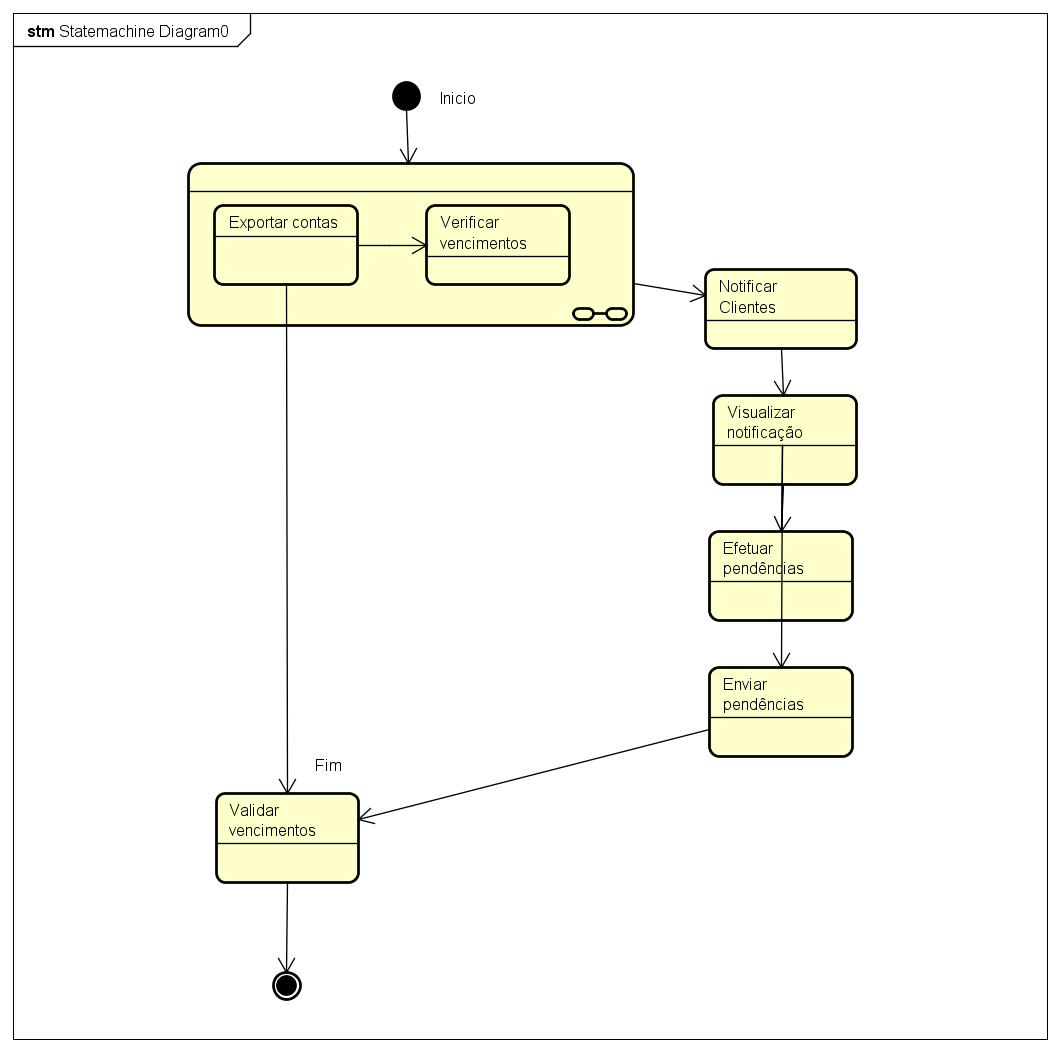 stm Statemachine Diagram0
Inicio
Exportar contas
Verificar
vencimentos
Notificar
Clientes
Visualizar
notificação
Efetuar
pendências
Enviar
pendências
Fim
Validar
vencimentos